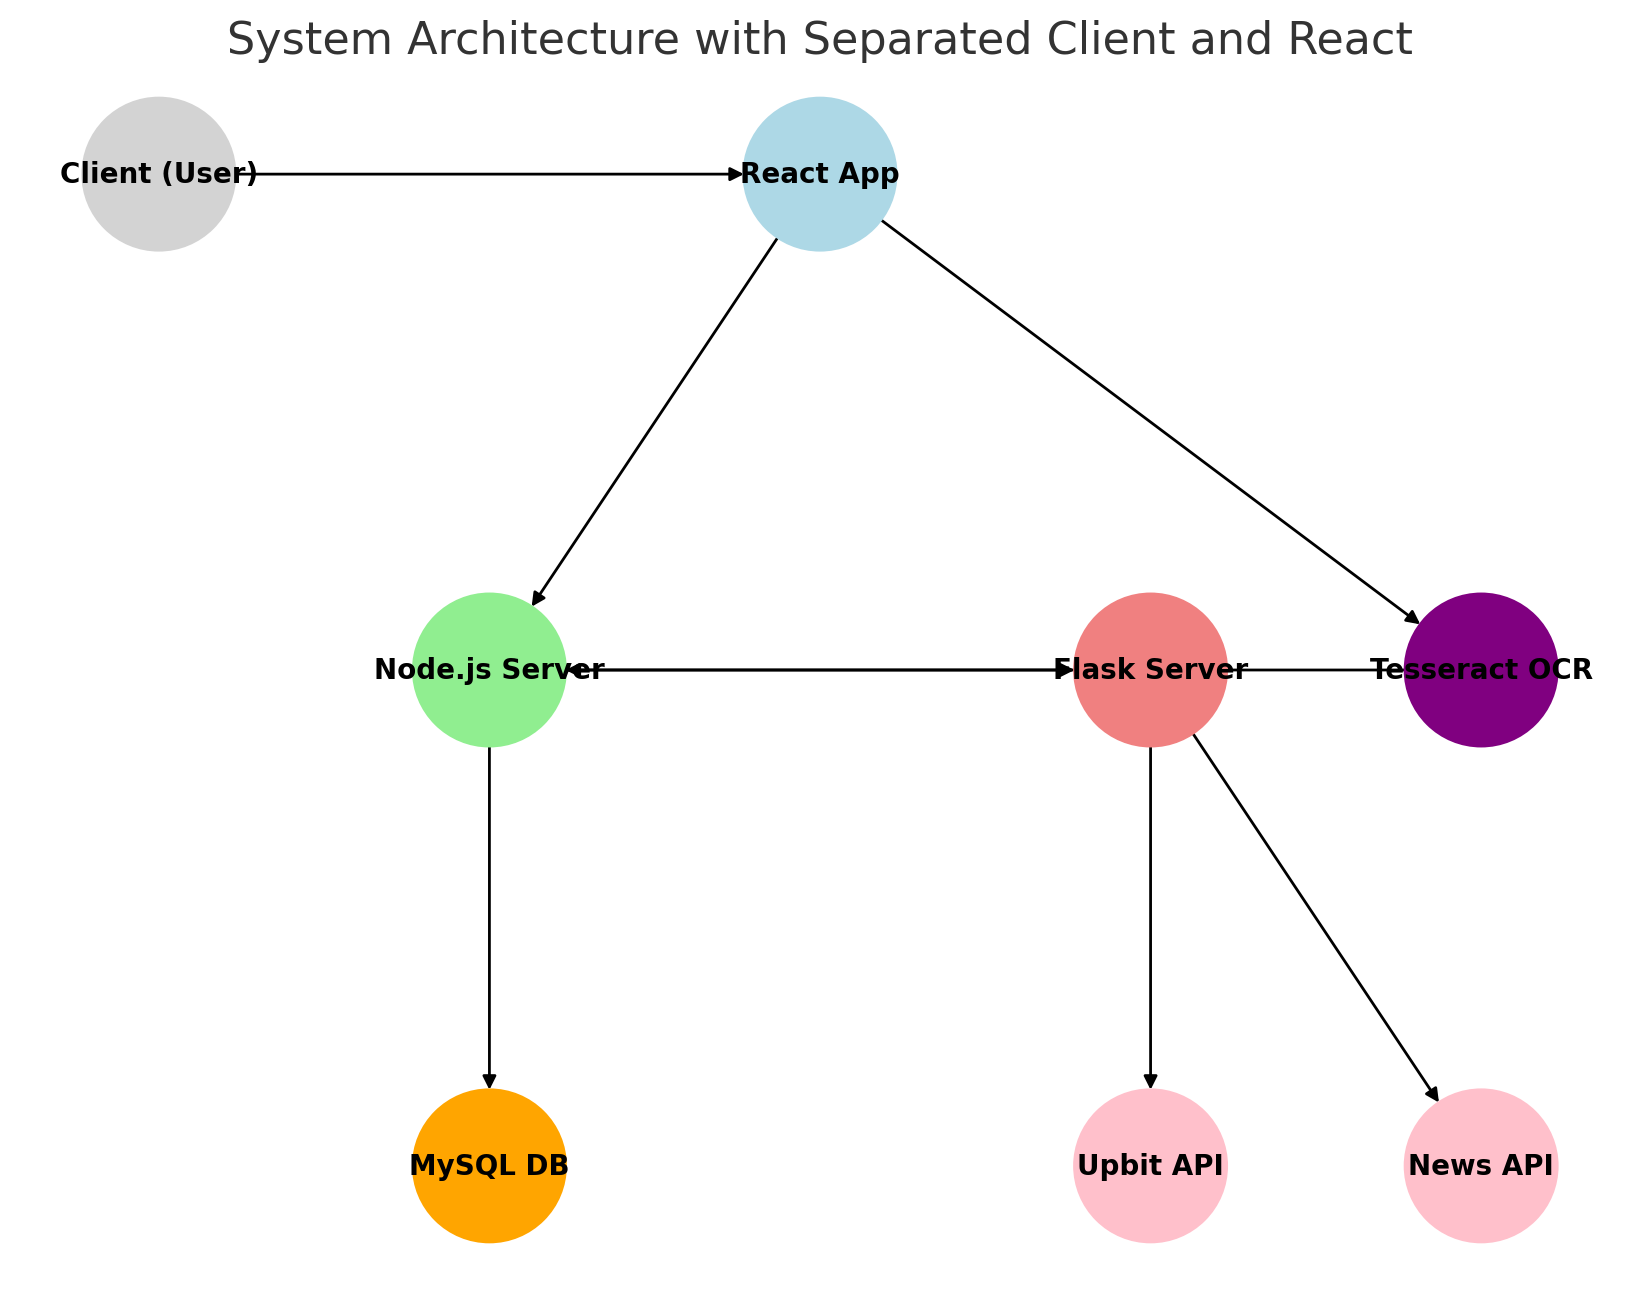 System Architecture with Separated Client and React
Client (User)
React App
Node.js Server
Flask Server
Tesseract OCR
MySQL DB
Upbit API
News API